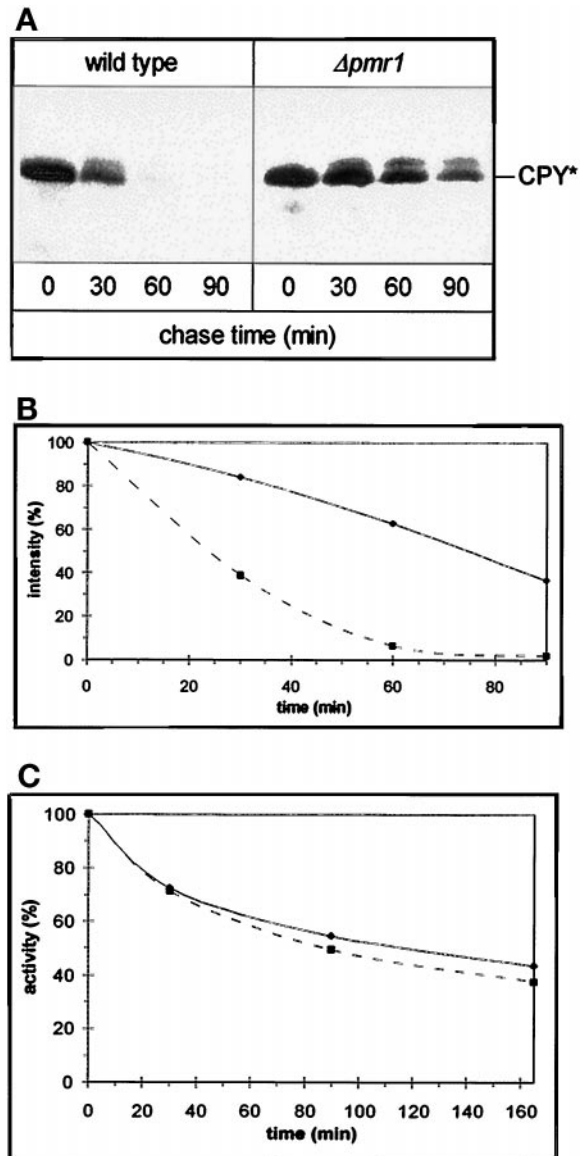 A
wild type Δpmr1
CPY*
0 30 60 90 0 30 60 90
chase time (min)
B
100
80
60
40
20
0
intensity (%)
0 20 40 60 80
time (min)
C
100
80
60
40
20
0
activity (%)
0 20 40 60 80 100 120 140 160
time (min)